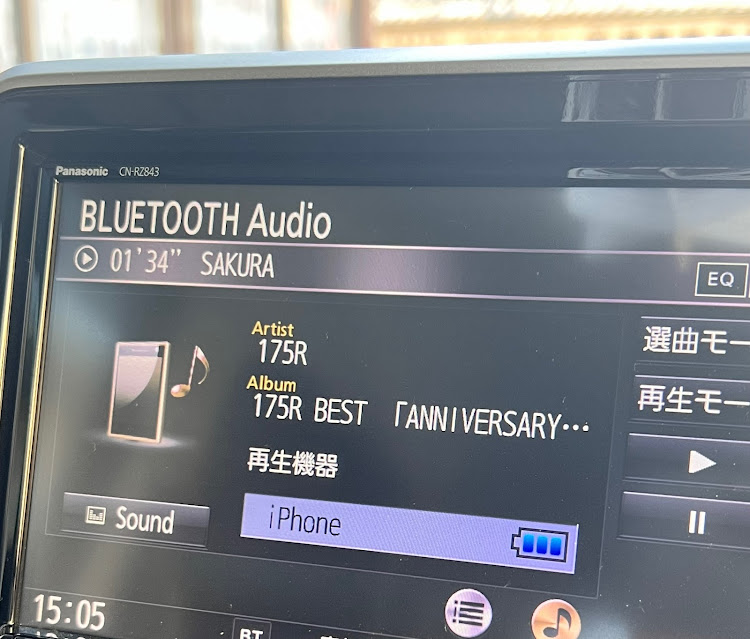 Panasonic CN-RZ843
BLUETOOTH Audio
01'34" SAKURA
EQ
Artist
175R
選曲モー
Album
175R BEST 「ANNIVERSARY…
再生モー
再生機器
Sound
iPhone
15:05
BT